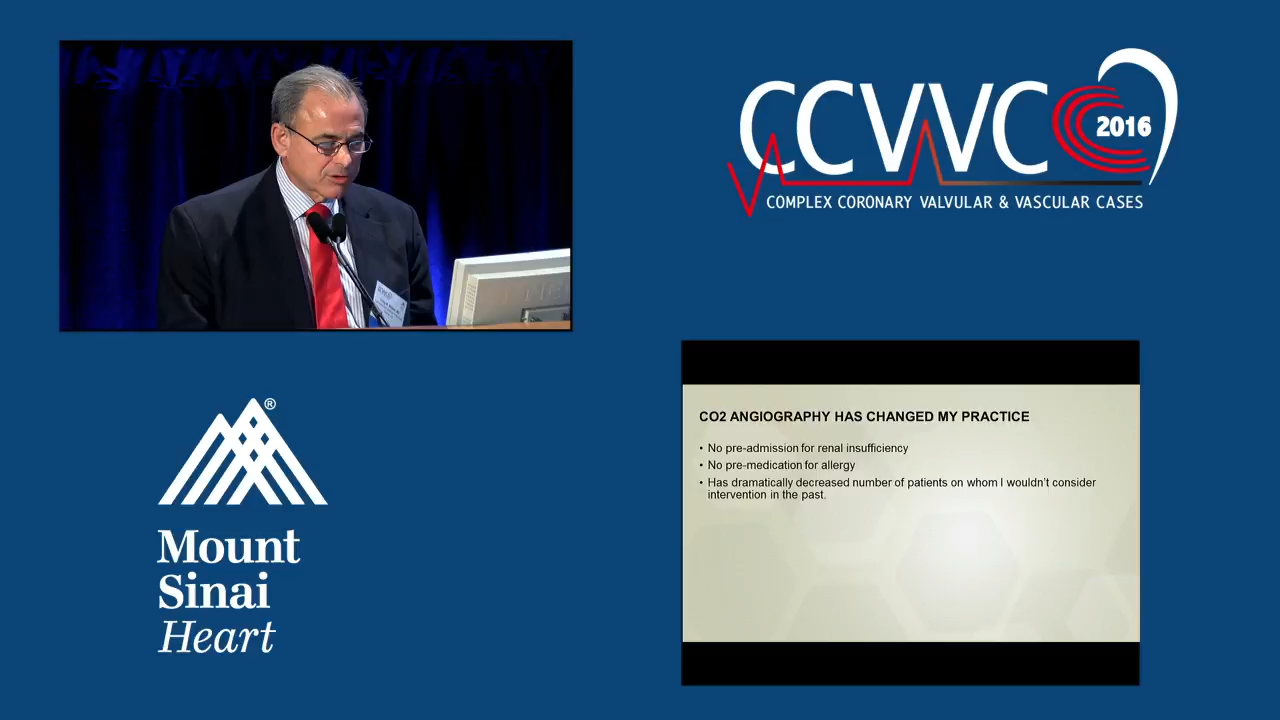 CCVVC
2016
COMPLEX CORONARY VALVULAR & VASCULAR CASES
®
Mount
Sinai
Heart
CO2 ANGIOGRAPHY HAS CHANGED MY PRACTICE
• No pre-admission for renal insufficiency
• No pre-medication for allergy
• Has dramatically decreased number of patients on whom I wouldn't consider
intervention in the past.